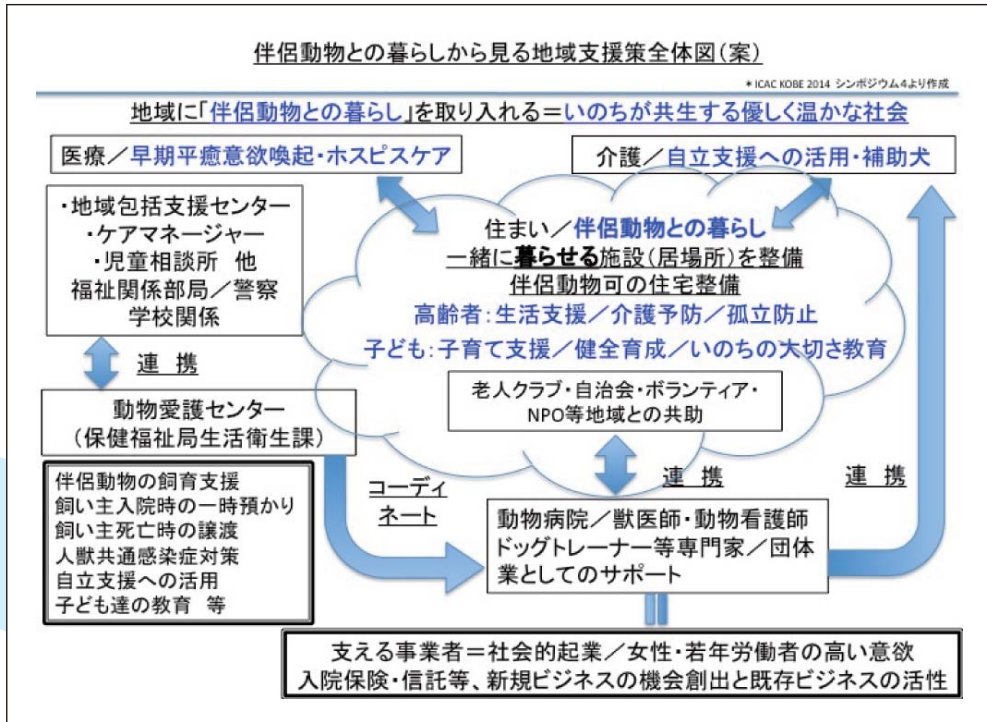 伴侶動物との暮らしから見る地域支援策全体図(案)
*ICAC KOBE 2014 シンポジウム4より作成
地域に「伴侶動物との暮らし」を取り入れる=いのちが共生する優しく温かな社会
医療/早期平癒意欲喚起・ホスピスケア
介護/自立支援への活用・補助犬
・地域包括支援センター
・ケアマネージャー
・児童相談所 他
福祉関係部局/警察
学校関係
住まい/伴侶動物との暮らし
一緒に暮らせる施設(居場所)を整備
伴侶動物可の住宅整備
高齢者:生活支援/介護予防/孤立防止
子ども:子育て支援/健全育成/いのちの大切さ教育
老人クラブ・自治会・ボランティア・
NPO等地域との共助
連 携
動物愛護センター
(保健福祉局生活衛生課)
伴侶動物の飼育支援
飼い主入院時の一時預かり
飼い主死亡時の譲渡
人獣共通感染症対策
自立支援への活用
子ども達の教育 等
コーディ
ネート
連 携
連 携
動物病院/獣医師・動物看護師
ドッグトレーナー等専門家/団体
業としてのサポート
支える事業者=社会的起業/女性・若年労働者の高い意欲
入院保険・信託等、新規ビジネスの機会創出と既存ビジネスの活性